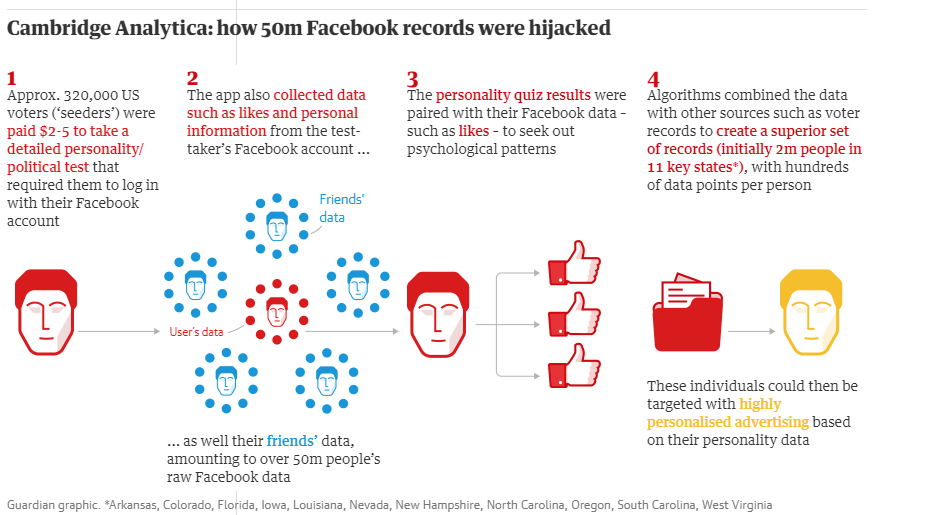 Cambridge Analytica: how 50m Facebook records were hijacked
1
Approx. 320,000 US
voters (‘seeders’) were
paid $2-5 to take a
detailed personality/
political test that
required them to log in
with their Facebook
account
2
The app also collected data
such as likes and personal
information from the test-
taker’s Facebook account ...
Friends’
data
User’s data
... as well their friends’ data,
amounting to over 50m people’s
raw Facebook data
3
The personality quiz results were
paired with their Facebook data -
such as likes - to seek out
psychological patterns
4
Algorithms combined the data
with other sources such as voter
records to create a superior set
of records (initially 2m people in
11 key states*), with hundreds
of data points per person
These individuals could then be
targeted with highly
personalised advertising based
on their personality data
Guardian graphic. *Arkansas, Colorado, Florida, Iowa, Louisiana, Nevada, New Hampshire, North Carolina, Oregon, South Carolina, West Virginia